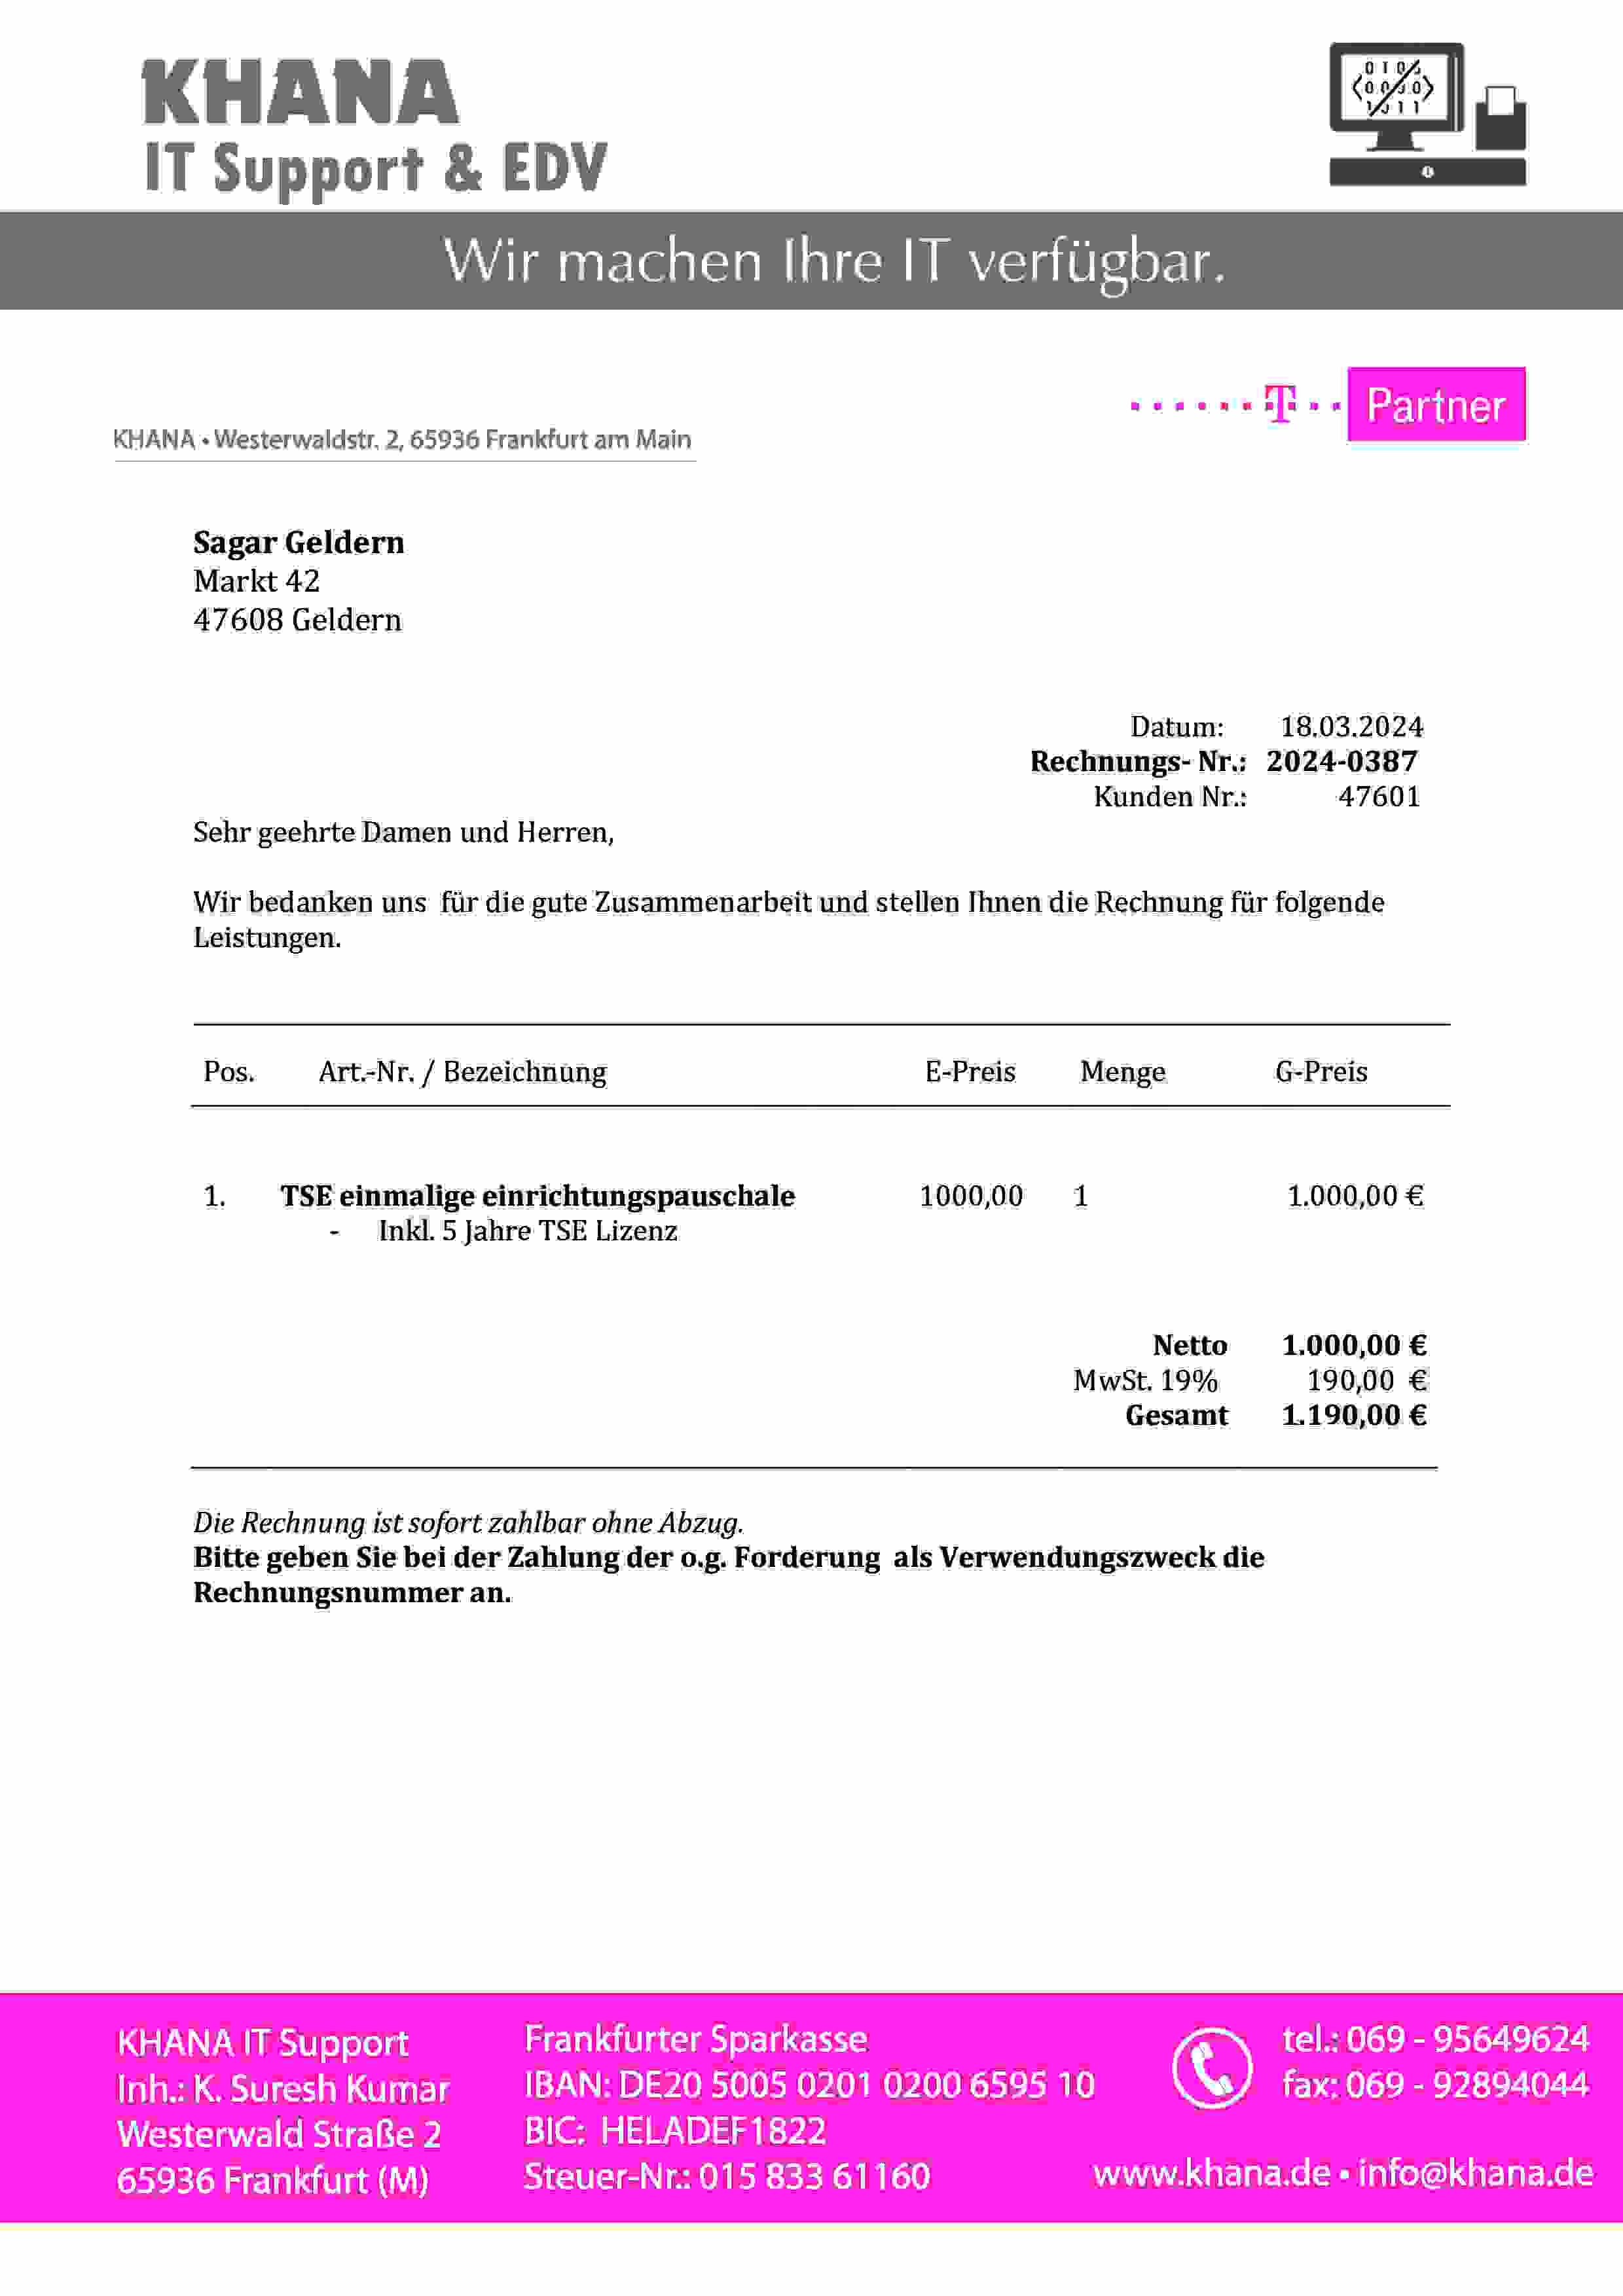 KHANA
IT Support & EDV
Wir machen Ihre IT verfügbar.
T Partner
KHANA • Westerwaldstr. 2, 65936 Frankfurt am Main
Sagar Geldern
Markt 42
47608 Geldern
Datum: 18.03.2024
Rechnungs- Nr.: 2024-0387
Kunden Nr.: 47601
Sehr geehrte Damen und Herren,
Wir bedanken uns für die gute Zusammenarbeit und stellen Ihnen die Rechnung für folgende
Leistungen.
Pos. Art.-Nr. / Bezeichnung E-Preis Menge G-Preis
1. TSE einmalige einrichtungspauschale 1000,00 1 1.000,00 €
- Inkl. 5 Jahre TSE Lizenz
Netto 1.000,00 €
MwSt. 19% 190,00 €
Gesamt 1.190,00 €
Die Rechnung ist sofort zahlbar ohne Abzug.
Bitte geben Sie bei der Zahlung der o.g. Forderung als Verwendungszweck die
Rechnungsnummer an.
KHANA IT Support
Inh.: K. Suresh Kumar
Westerwald Straße 2
65936 Frankfurt (M)
Frankfurter Sparkasse
IBAN: DE20 5005 0201 0200 6595 10
BIC: HELADEF1822
Steuer-Nr.: 015 833 61160
tel.: 069 - 95649624
fax: 069 - 92894044
www.khana.de • info@khana.de